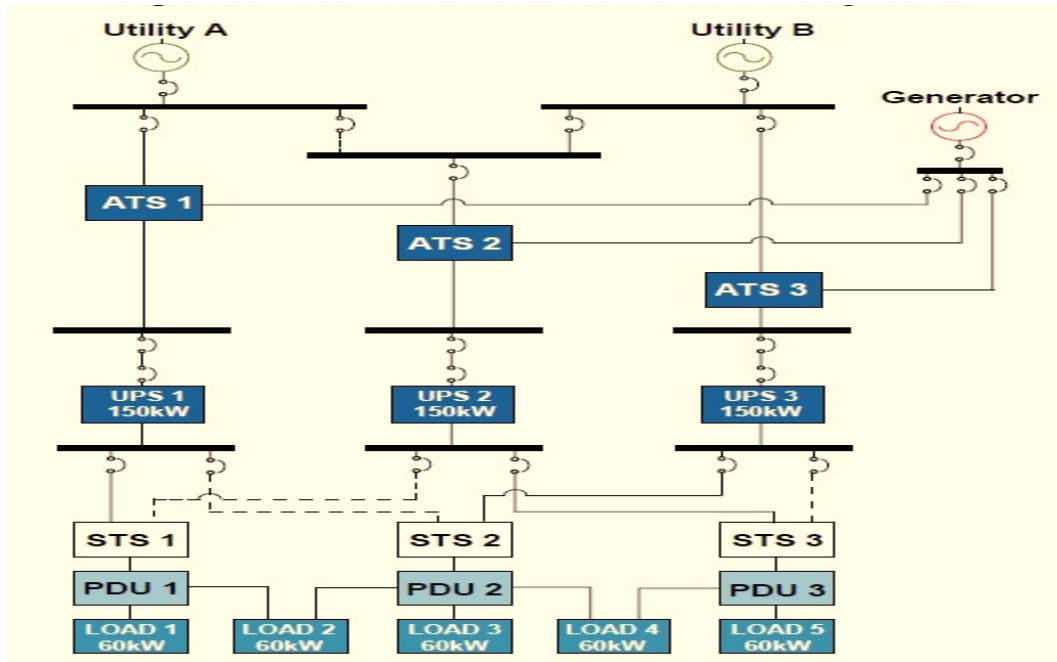 Utility A
Utility B
Generator
ATS 1
ATS 2
ATS 3
UPS 1
150kW
UPS 2
150kW
UPS 3
150kW
STS 1
STS 2
STS 3
PDU 1
PDU 2
PDU 3
LOAD 1
60kW
LOAD 2
60kW
LOAD 3
60kW
LOAD 4
60kW
LOAD 5
60kW